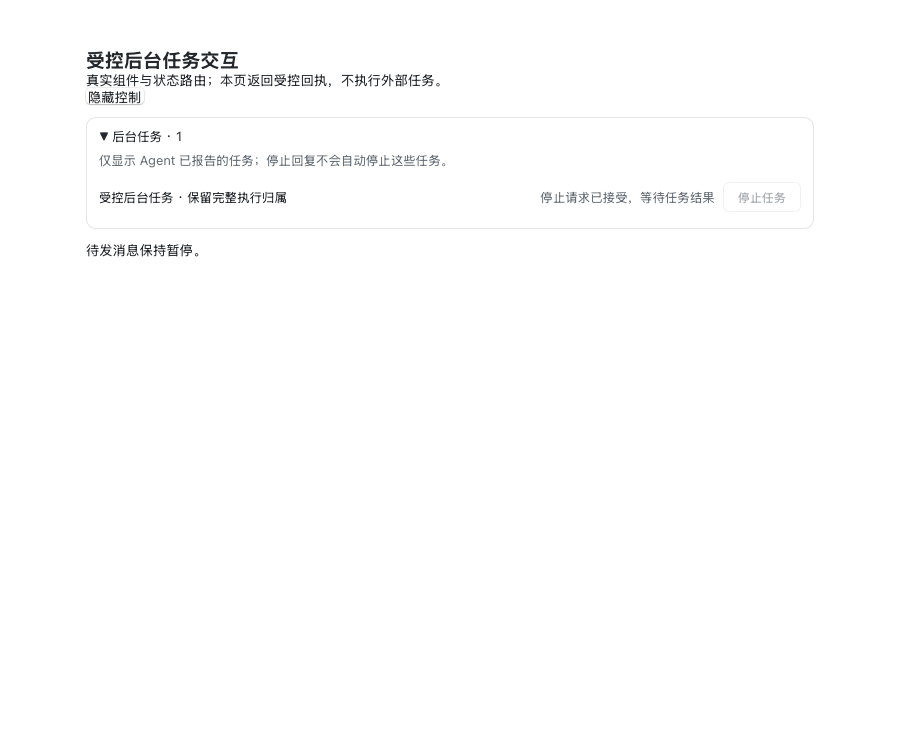 受控后台任务交互
真实组件与状态路由；本页返回受控回执，不执行外部任务。
隐藏控制
▼ 后台任务 · 1
仅显示 Agent 已报告的任务；停止回复不会自动停止这些任务。
受控后台任务 · 保留完整执行归属 停止请求已接受，等待任务结果 停止任务
待发消息保持暂停。